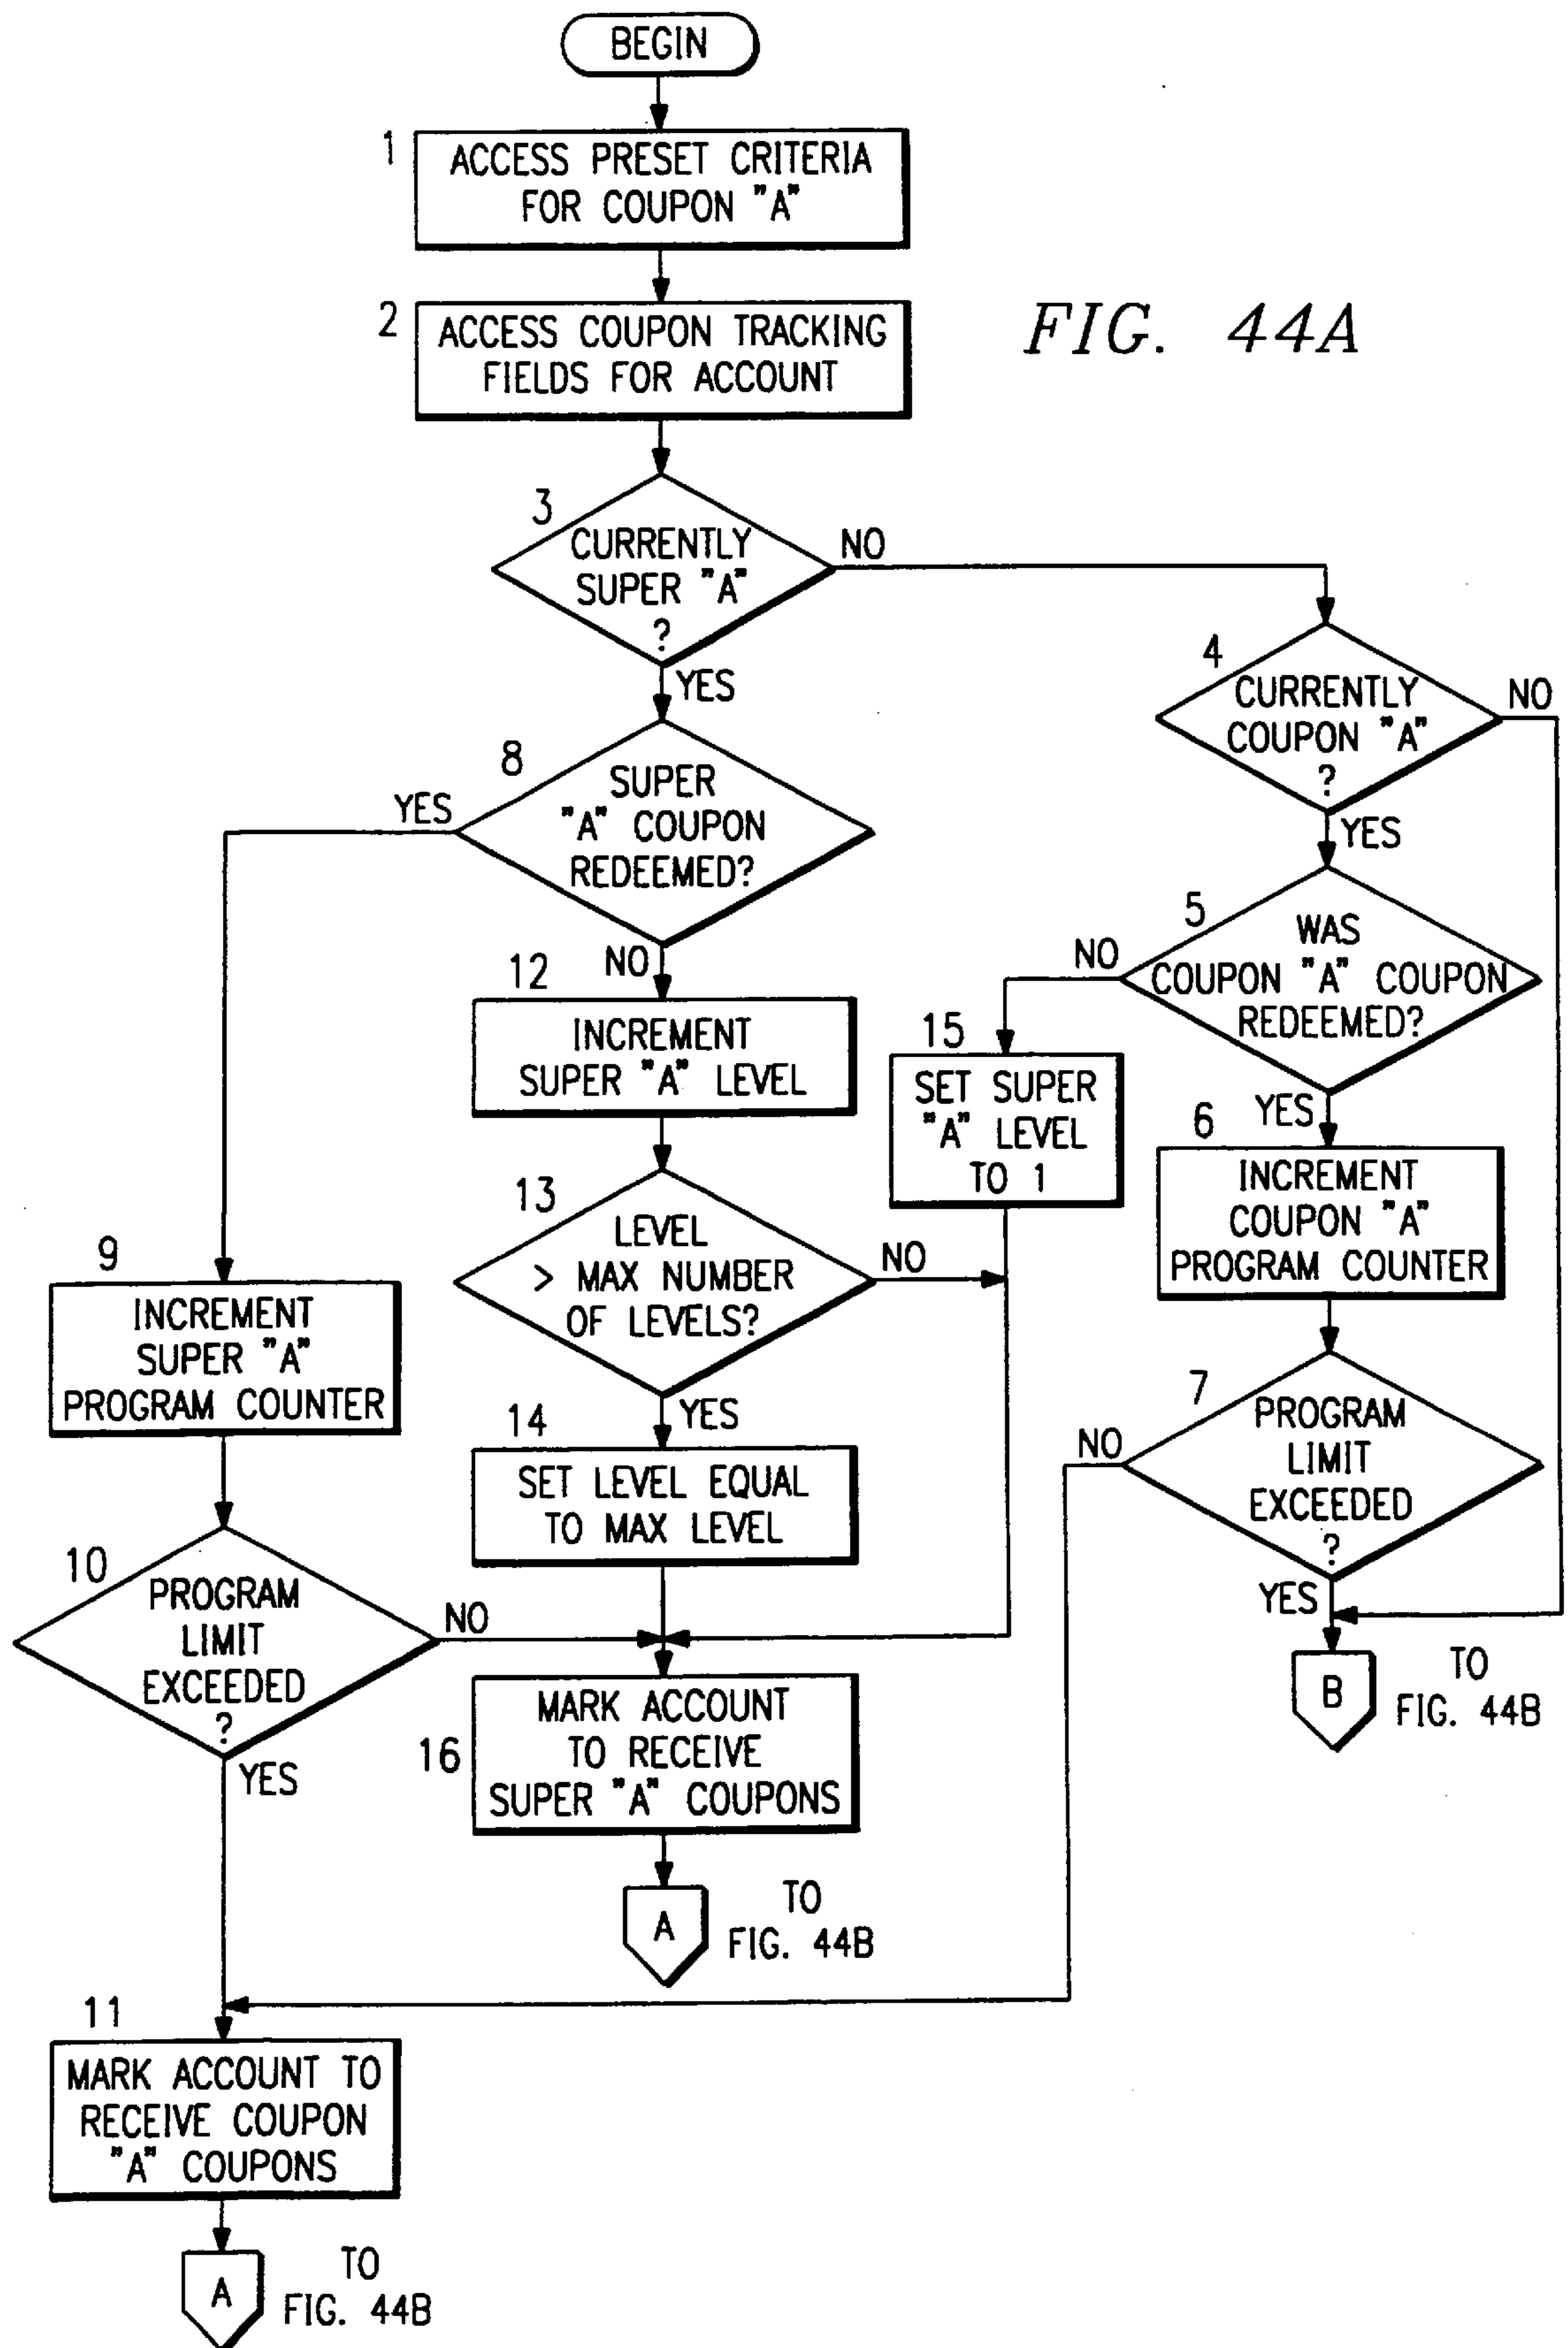 BEGIN
1
ACCESS PRESET CRITERIA
FOR COUPON "A"
2
ACCESS COUPON TRACKING
FIELDS FOR ACCOUNT
FIG. 44A
3
CURRENTLY
SUPER "A"
?
NO
YES
4
CURRENTLY
COUPON "A"
?
NO
YES
8
SUPER
"A" COUPON
REDEEMED?
YES
NO
5
WAS
COUPON "A" COUPON
REDEEMED?
NO
YES
12
INCREMENT
SUPER "A" LEVEL
15
SET SUPER
"A" LEVEL
TO 1
6
INCREMENT
COUPON "A"
PROGRAM COUNTER
13
LEVEL
> MAX NUMBER
OF LEVELS?
NO
YES
9
INCREMENT
SUPER "A"
PROGRAM COUNTER
7
PROGRAM
LIMIT
EXCEEDED
?
NO
YES
14
SET LEVEL EQUAL
TO MAX LEVEL
10
PROGRAM
LIMIT
EXCEEDED
?
NO
YES
16
MARK ACCOUNT
TO RECEIVE
SUPER "A" COUPONS
B
TO
FIG. 44B
A
TO
FIG. 44B
11
MARK ACCOUNT TO
RECEIVE COUPON
"A" COUPONS
A
TO
FIG. 44B